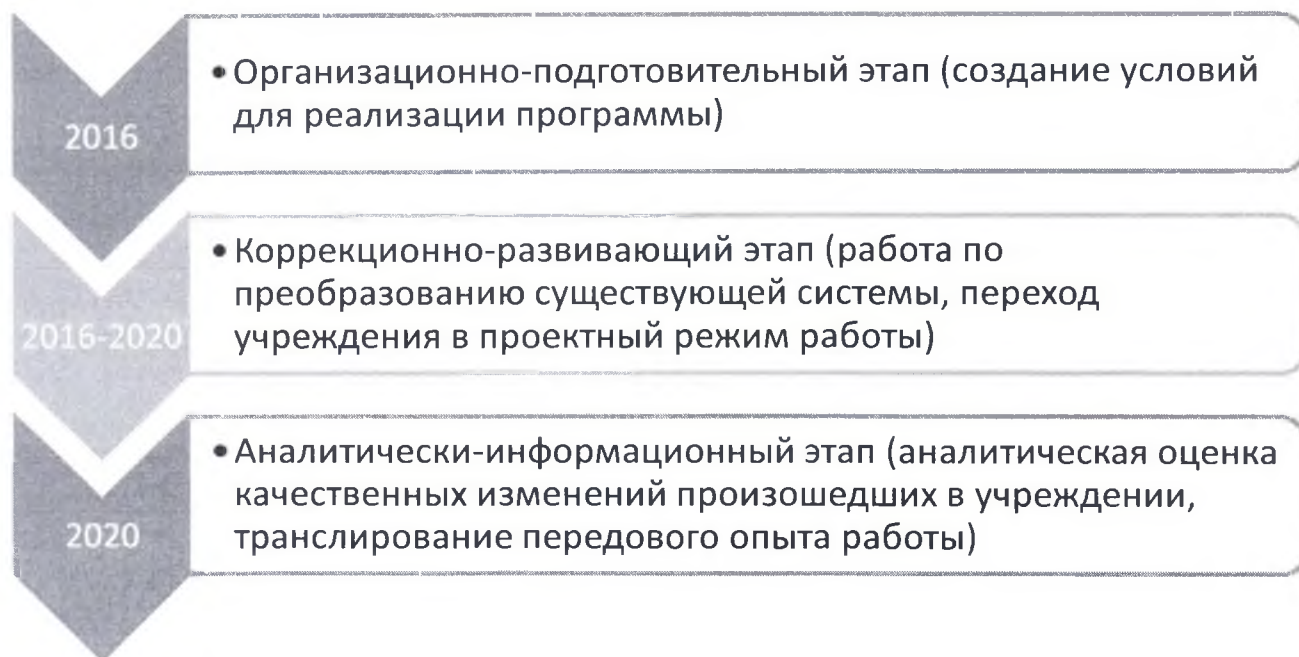 2016
• Организационно-подготовительный этап (создание условий
для реализации программы)
2016-2020
• Коррекционно-развивающий этап (работа по
преобразованию существующей системы, переход
учреждения в проектный режим работы)
2020
• Аналитически-информационный этап (аналитическая оценка
качественных изменений произошедших в учреждении,
транслирование передового опыта работы)